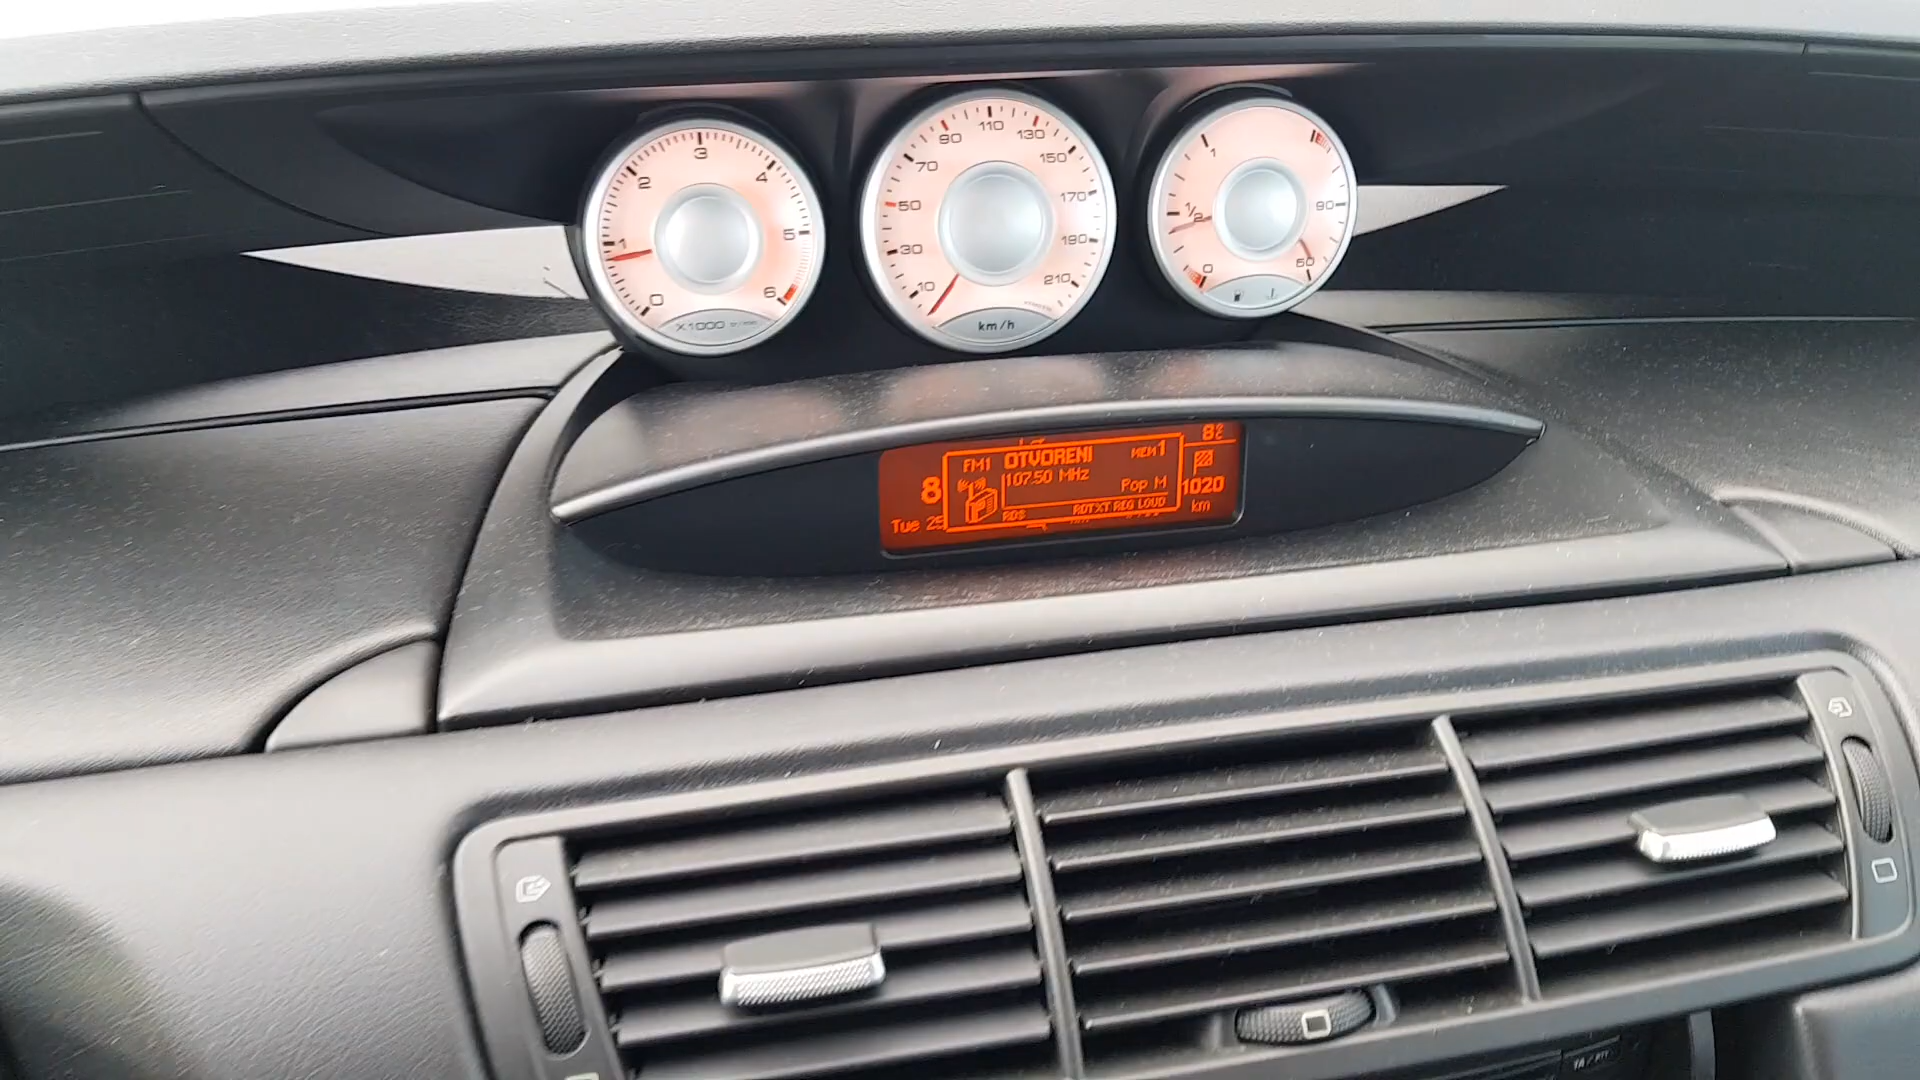 0 1 2 3 4 5 6
X1000
10 30 50 70 90 110 130 150 170 190 210
km/h
0 1/2 1
50 90
FM1 OTVORENI MEM1
107.50 MHz
Pop M
RDS RDTXT REG LOUD
8
Tue 25
1020
km